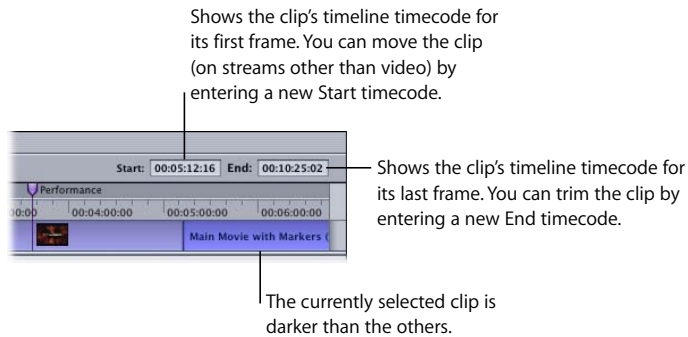 Shows the clip’s timeline timecode for
its first frame. You can move the clip
(on streams other than video) by
entering a new Start timecode.
Start: 00:05:12:16 End: 00:10:25:02
Shows the clip’s timeline timecode for
its last frame. You can trim the clip by
entering a new End timecode.
Performance
00:00 00:04:00:00 00:05:00:00 00:06:00:00
Main Movie with Markers (
The currently selected clip is
darker than the others.